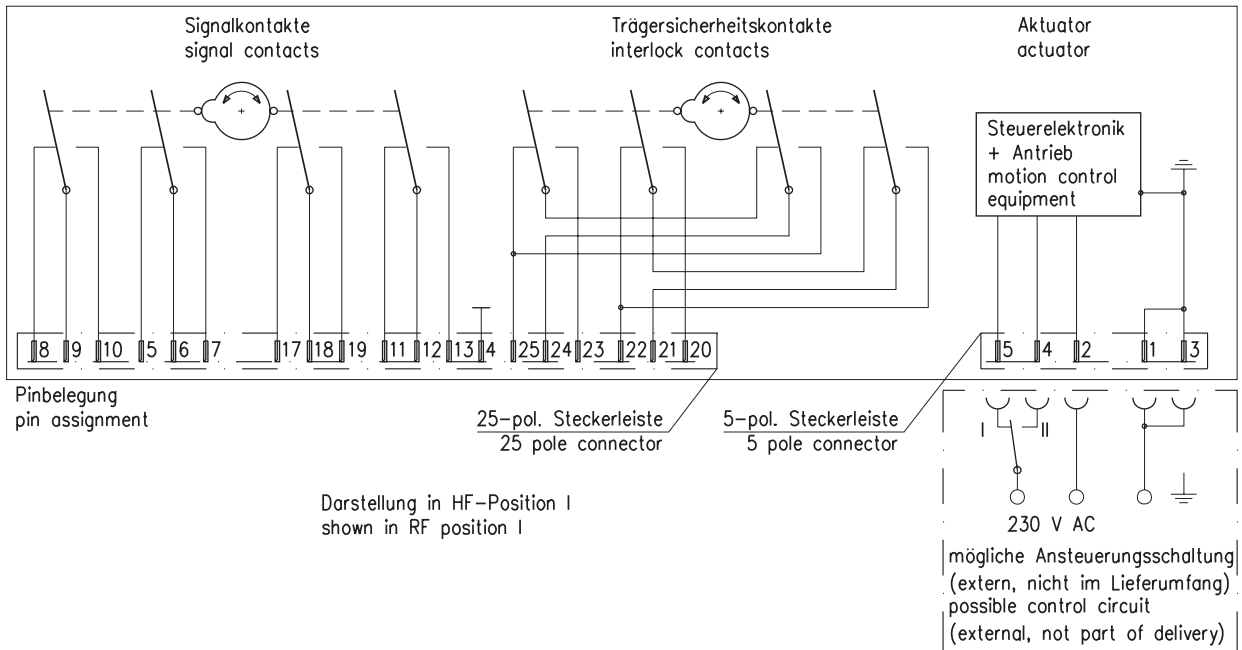 Signalkontakte
signal contacts
Trägersicherheitskontakte
interlock contacts
Aktuator
actuator
Steuerelektronik
+ Antrieb
motion control
equipment
8 9 10 5 6 7 17 18 19 11 12 13 4 25 24 23 22 21 20
5 4 2 1 3
Pinbelegung
pin assignment
25-pol. Steckerleiste
25 pole connector
5-pol. Steckerleiste
5 pole connector
I II
Darstellung in HF-Position I
shown in RF position I
230 V AC
mögliche Ansteuerungsschaltung
(extern, nicht im Lieferumfang)
possible control circuit
(external, not part of delivery)